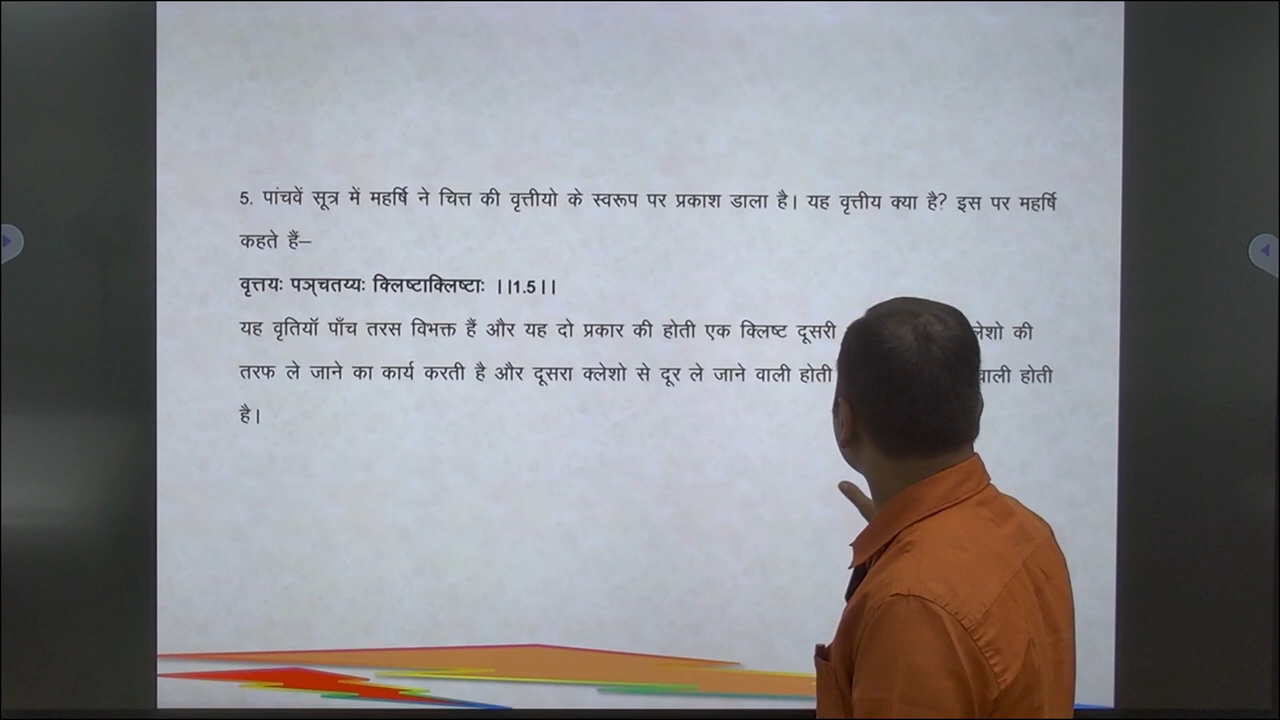 5. पांचवें सूत्र में महर्षि ने चित्त की वृत्तीयो के स्वरूप पर प्रकाश डाला है। यह वृत्तीय क्या है? इस पर महर्षि
कहते हैं–
वृत्तयः पञ्चतय्यः क्लिष्टाक्लिष्टाः ।।1.5।।
यह वृतियॉ पाँच तरस विभक्त हैं और यह दो प्रकार की होती एक क्लिष्ट दूसरी की
तरफ ले जाने का कार्य करती है और दूसरा क्लेशो से दूर ले जाने वाली होती वाली होती
है।